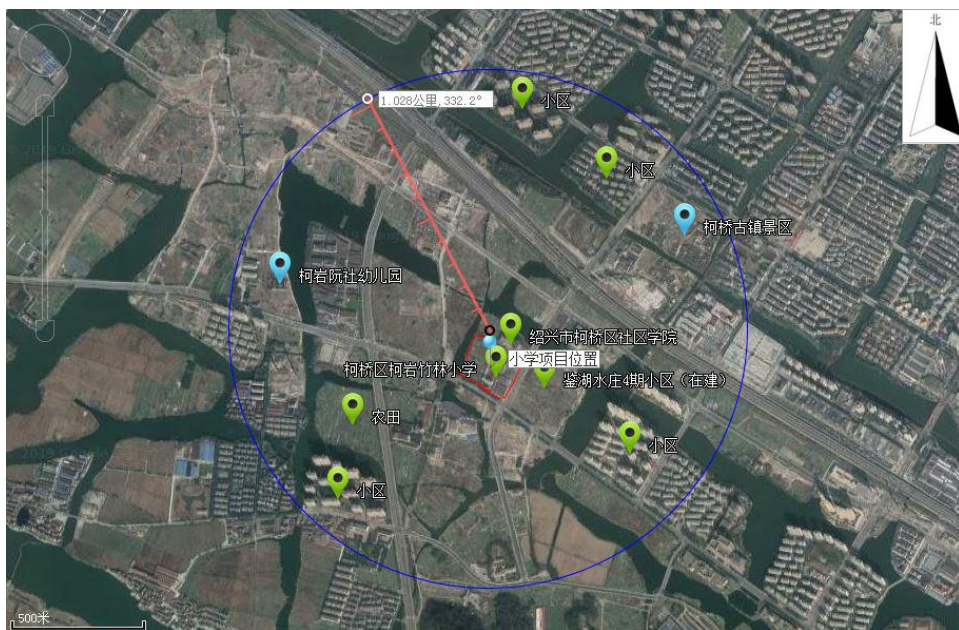 北
1.028公里,332.2°
小区
小区
柯桥古镇景区
柯岩阮社幼儿园
绍兴市柯桥区社区学院
小学项目位置
柯桥区柯岩竹林小学
鉴湖水庄4期小区（在建）
农田
小区
小区
500米